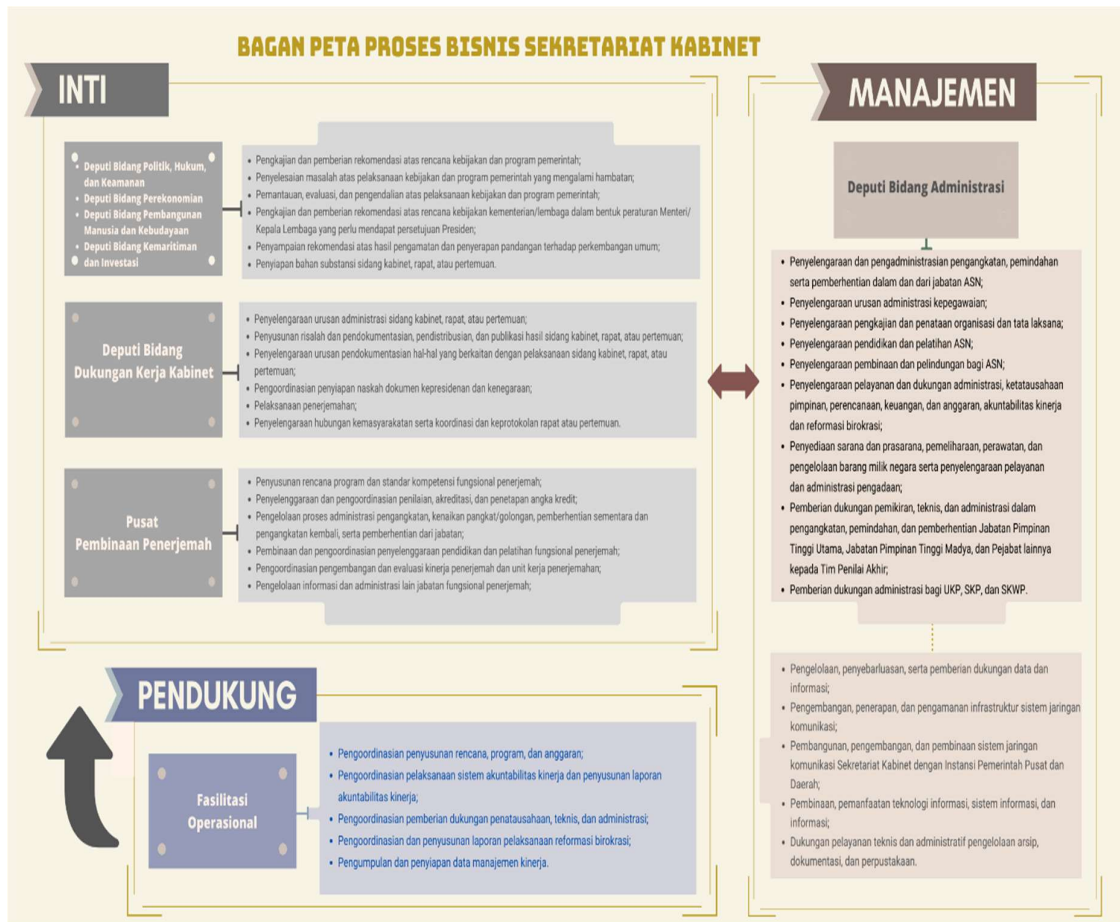 BAGAN PETA PROSES BISNIS SEKRETARIAT KABINET
INTI
• Deputi Bidang Politik, Hukum,
dan Keamanan
• Deputi Bidang Perekonomian
• Deputi Bidang Pembangunan
Manusia dan Kebudayaan
• Deputi Bidang Kemaritiman
dan Investasi
• Pengkajian dan pemberian rekomendasi atas rencana kebijakan dan program pemerintah;
• Penyelesaian masalah atas pelaksanaan kebijakan dan program pemerintah yang mengalami hambatan;
• Pemantauan, evaluasi, dan pengendalian atas pelaksanaan kebijakan dan program pemerintah;
• Pengkajian dan pemberian rekomendasi atas rencana kebijakan kementerian/lembaga dalam bentuk peraturan Menteri/
Kepala Lembaga yang perlu mendapat persetujuan Presiden;
• Penyampaian rekomendasi atas hasil pengamatan dan penyerapan pandangan terhadap perkembangan umum;
• Penyiapan bahan substansi sidang kabinet, rapat, atau pertemuan.
Deputi Bidang
Dukungan Kerja Kabinet
• Penyelengaraan urusan administrasi sidang kabinet, rapat, atau pertemuan;
• Penyusunan risalah dan pendokumentasian, pendistribusian, dan publikasi hasil sidang kabinet, rapat, atau pertemuan;
• Penyelengaraan urusan pendokumentasian hal-hal yang berkaitan dengan pelaksanaan sidang kabinet, rapat, atau
pertemuan;
• Pengoordinasian penyiapan naskah dokumen kepresidenan dan kenegaraan;
• Pelaksanaan penerjemahan;
• Penyelengaraan hubungan kemasyarakatan serta koordinasi dan keprotokolan rapat atau pertemuan.
Pusat
Pembinaan Penerjemah
• Penyusunan rencana program dan standar kompetensi fungsional penerjemah;
• Penyelenggaraan dan pengoordinasian penilaian, akreditasi, dan penetapan angka kredit;
• Pengelolaan proses administrasi pengangkatan, kenaikan pangkat/golongan, pemberhentian sementara dan
pengangkatan kembali, serta pemberhentian dari jabatan;
• Pembinaan dan pengoordinasian penyelenggaraan pendidikan dan pelatihan fungsional penerjemah;
• Pengoordinasian pengembangan dan evaluasi kinerja penerjemah dan unit kerja penerjemahan;
• Pengelolaan informasi dan administrasi lain jabatan fungsional penerjemah;
PENDUKUNG
Fasilitasi
Operasional
• Pengoordinasian penyusunan rencana, program, dan anggaran;
• Pengoordinasian pelaksanaan sistem akuntabilitas kinerja dan penyusunan laporan
akuntabilitas kinerja;
• Pengoordinasian pemberian dukungan penatausahaan, teknis, dan administrasi;
• Pengoordinasian dan penyusunan laporan pelaksanaan reformasi birokrasi;
• Pengumpulan dan penyiapan data manajemen kinerja.
MANAJEMEN
Deputi Bidang Administrasi
• Penyelengaraan dan pengadministrasian pengangkatan, pemindahan
serta pemberhentian dalam dan dari jabatan ASN;
• Penyelengaraan urusan administrasi kepegawaian;
• Penyelengaraan pengkajian dan penataan organisasi dan tata laksana;
• Penyelengaraan pendidikan dan pelatihan ASN;
• Penyelengaraan pembinaan dan pelindungan bagi ASN;
• Penyelengaraan pelayanan dan dukungan administrasi, ketatausahaan
pimpinan, perencanaan, keuangan, dan anggaran, akuntabilitas kinerja
dan reformasi birokrasi;
• Penyediaan sarana dan prasarana, pemeliharaan, perawatan, dan
pengelolaan barang milik negara serta penyelengaraan pelayanan
dan administrasi pengadaan;
• Pemberian dukungan pemikiran, teknis, dan administrasi dalam
pengangkatan, pemindahan, dan pemberhentian Jabatan Pimpinan
Tinggi Utama, Jabatan Pimpinan Tinggi Madya, dan Pejabat lainnya
kepada Tim Penilai Akhir;
• Pemberian dukungan administrasi bagi UKP, SKP, dan SKWP.
• Pengelolaan, penyebarluasan, serta pemberian dukungan data dan
informasi;
• Pengembangan, penerapan, dan pengamanan infrastruktur sistem jaringan
komunikasi;
• Pembangunan, pengembangan, dan pembinaan sistem jaringan
komunikasi Sekretariat Kabinet dengan Instansi Pemerintah Pusat dan
Daerah;
• Pembinaan, pemanfaatan teknologi informasi, sistem informasi, dan
informasi;
• Dukungan pelayanan teknis dan administratif pengelolaan arsip,
dokumentasi, dan perpustakaan.